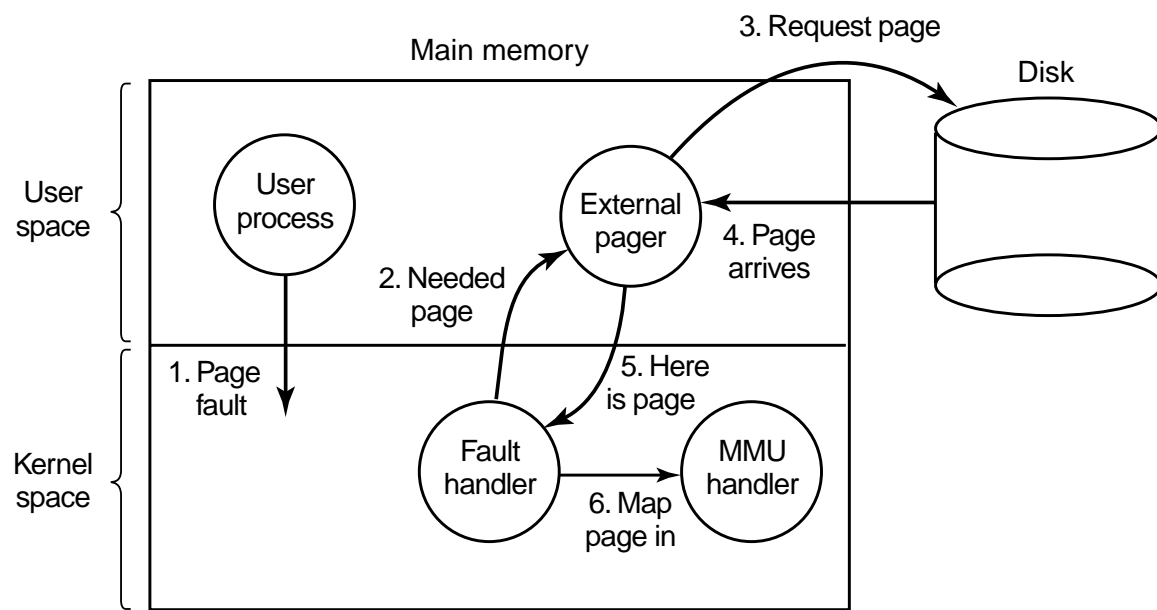 Main memory
3. Request page
Disk
User
space
User
process
External
pager
4. Page
arrives
2. Needed
page
1. Page
fault
5. Here
is page
Kernel
space
Fault
handler
MMU
handler
6. Map
page in